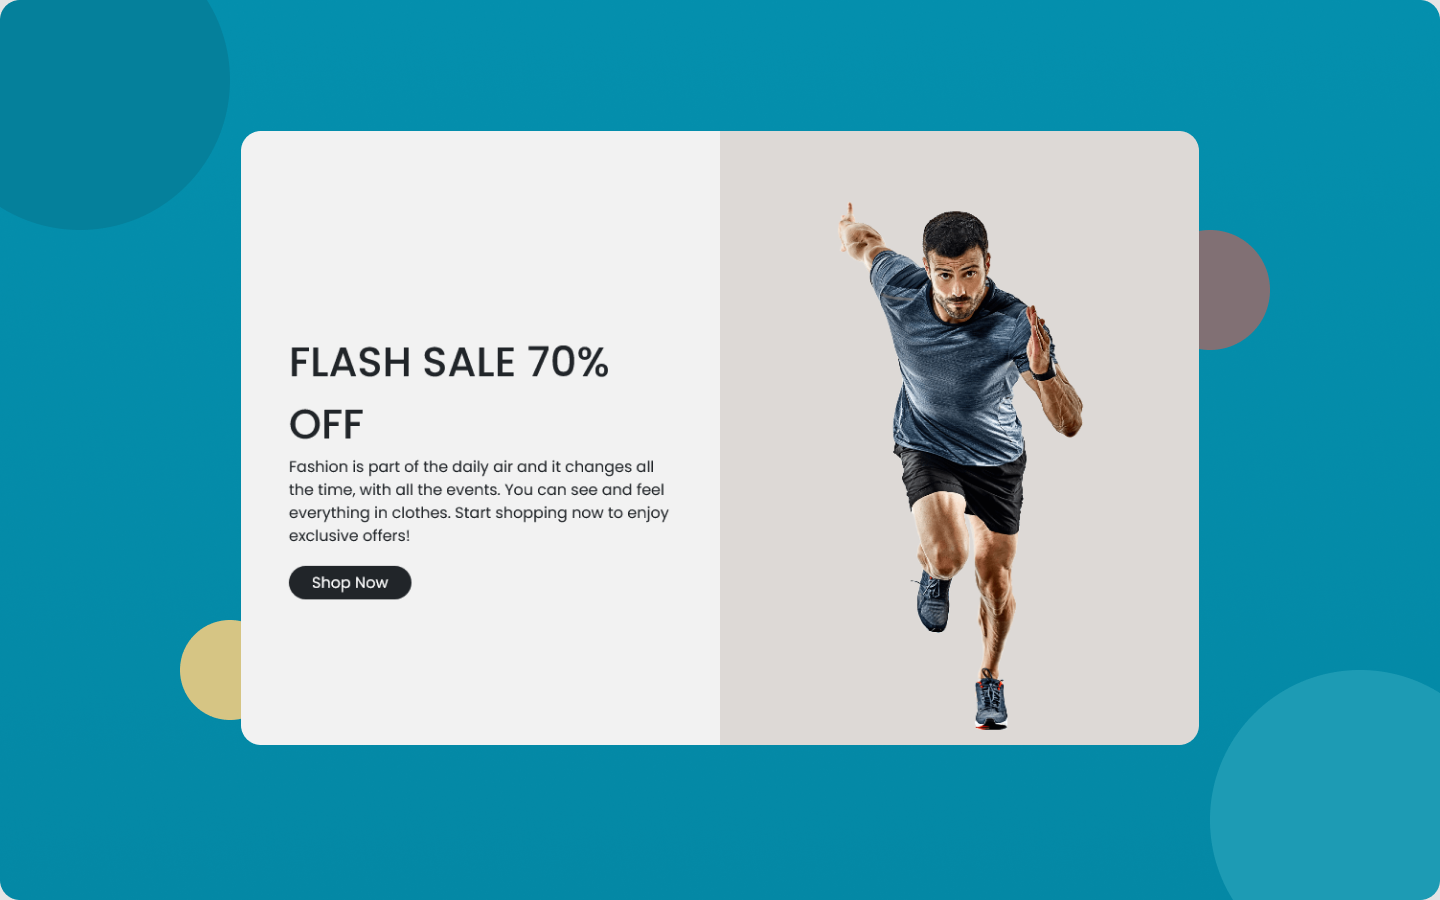 FLASH SALE 70%
OFF
Fashion is part of the daily air and it changes all
the time, with all the events. You can see and feel
everything in clothes. Start shopping now to enjoy
exclusive offers!
Shop Now